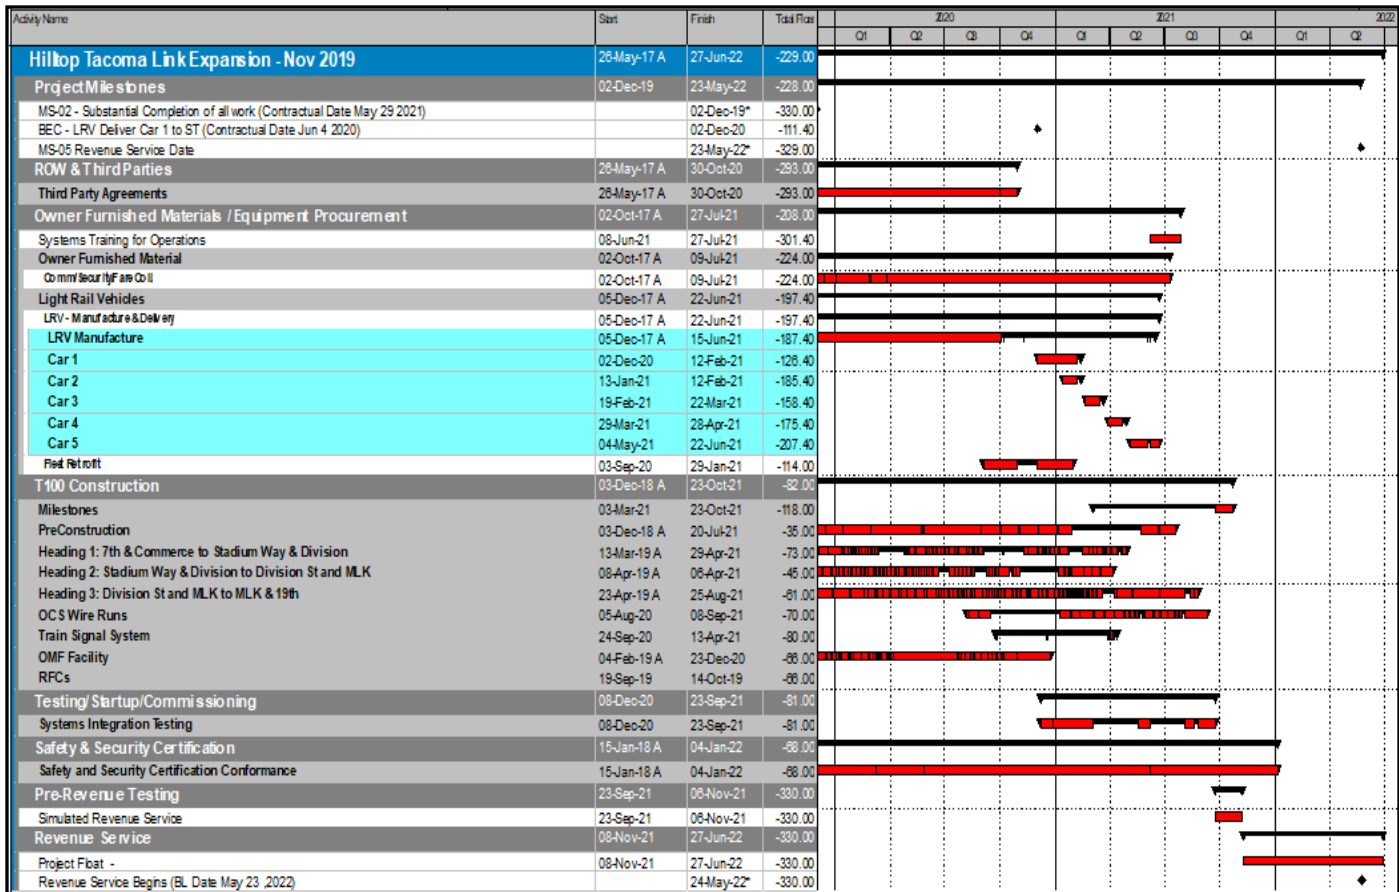 Activity Name Start Finish Total Float 2020 2021 2022
Q1 Q2 Q3 Q4 Q1 Q2 Q3 Q4 Q1 Q2
Hilltop Tacoma Link Expansion - Nov 2019 26-May-17 A 27-Jun-22 -229.00
Project Milestones 02-Dec-19 23-May-22 -228.00
MS-02 - Substantial Completion of all work (Contractual Date May 29 2021) 02-Dec-19* -330.00
BEC - LRV Deliver Car 1 to ST (Contractual Date Jun 4 2020) 02-Dec-20 -111.40
MS-05 Revenue Service Date 23-May-22* -329.00
ROW & Third Parties 26-May-17 A 30-Oct-20 -293.00
Third Party Agreements 26-May-17 A 30-Oct-20 -293.00
Owner Furnished Materials / Equipment Procurement 02-Oct-17 A 27-Jul-21 -208.00
Systems Training for Operations 08-Jun-21 27-Jul-21 -301.40
Owner Furnished Material 02-Oct-17 A 09-Jul-21 -224.00
Comm/Security/Fare Coll 02-Oct-17 A 09-Jul-21 -224.00
Light Rail Vehicles 05-Dec-17 A 22-Jun-21 -197.40
LRV - Manufacture & Delivery 05-Dec-17 A 22-Jun-21 -197.40
LRV Manufacture 05-Dec-17 A 15-Jun-21 -187.40
Car 1 02-Dec-20 12-Feb-21 -126.40
Car 2 13-Jan-21 12-Feb-21 -185.40
Car 3 19-Feb-21 22-Mar-21 -158.40
Car 4 29-Mar-21 28-Apr-21 -175.40
Car 5 04-May-21 22-Jun-21 -207.40
Fleet Retrofit 03-Sep-20 29-Jan-21 -114.00
T100 Construction 03-Dec-18 A 23-Oct-21 -82.00
Milestones 03-Mar-21 23-Oct-21 -118.00
PreConstruction 03-Dec-18 A 20-Jul-21 -35.00
Heading 1: 7th & Commerce to Stadium Way & Division 13-Mar-19 A 29-Apr-21 -73.00
Heading 2: Stadium Way & Division to Division St and MLK 08-Apr-19 A 06-Apr-21 -45.00
Heading 3: Division St and MLK to MLK & 19th 23-Apr-19 A 25-Aug-21 -61.00
OCS Wire Runs 05-Aug-20 08-Sep-21 -70.00
Train Signal System 24-Sep-20 13-Apr-21 -80.00
OMF Facility 04-Feb-19 A 23-Dec-20 -66.00
RFCs 19-Sep-19 14-Oct-19 -66.00
Testing/Startup/Commissioning 08-Dec-20 23-Sep-21 -81.00
Systems Integration Testing 08-Dec-20 23-Sep-21 -81.00
Safety & Security Certification 15-Jan-18 A 04-Jan-22 -68.00
Safety and Security Certification Conformance 15-Jan-18 A 04-Jan-22 -68.00
Pre-Revenue Testing 23-Sep-21 06-Nov-21 -330.00
Simulated Revenue Service 23-Sep-21 06-Nov-21 -330.00
Revenue Service 08-Nov-21 27-Jun-22 -330.00
Project Float - 08-Nov-21 27-Jun-22 -330.00
Revenue Service Begins (BL Date May 23 ,2022) 24-May-22* -330.00